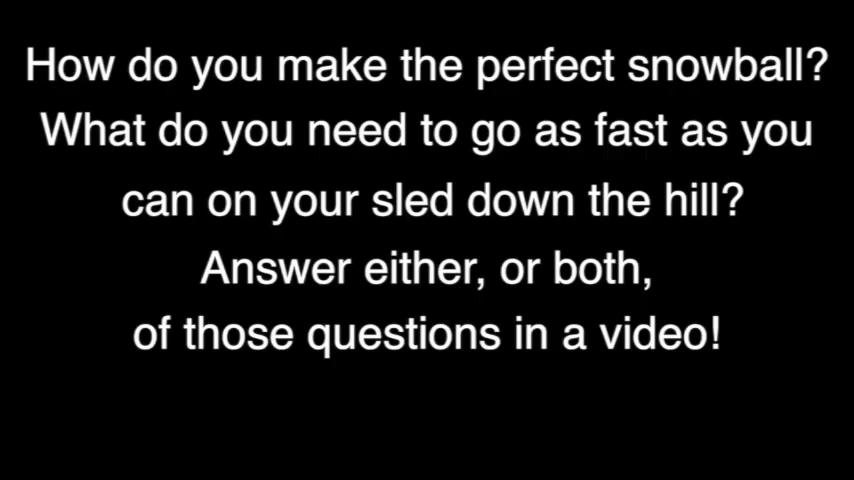 How do you make the perfect snowball?
What do you need to go as fast as you
can on your sled down the hill?
Answer either, or both,
of those questions in a video!